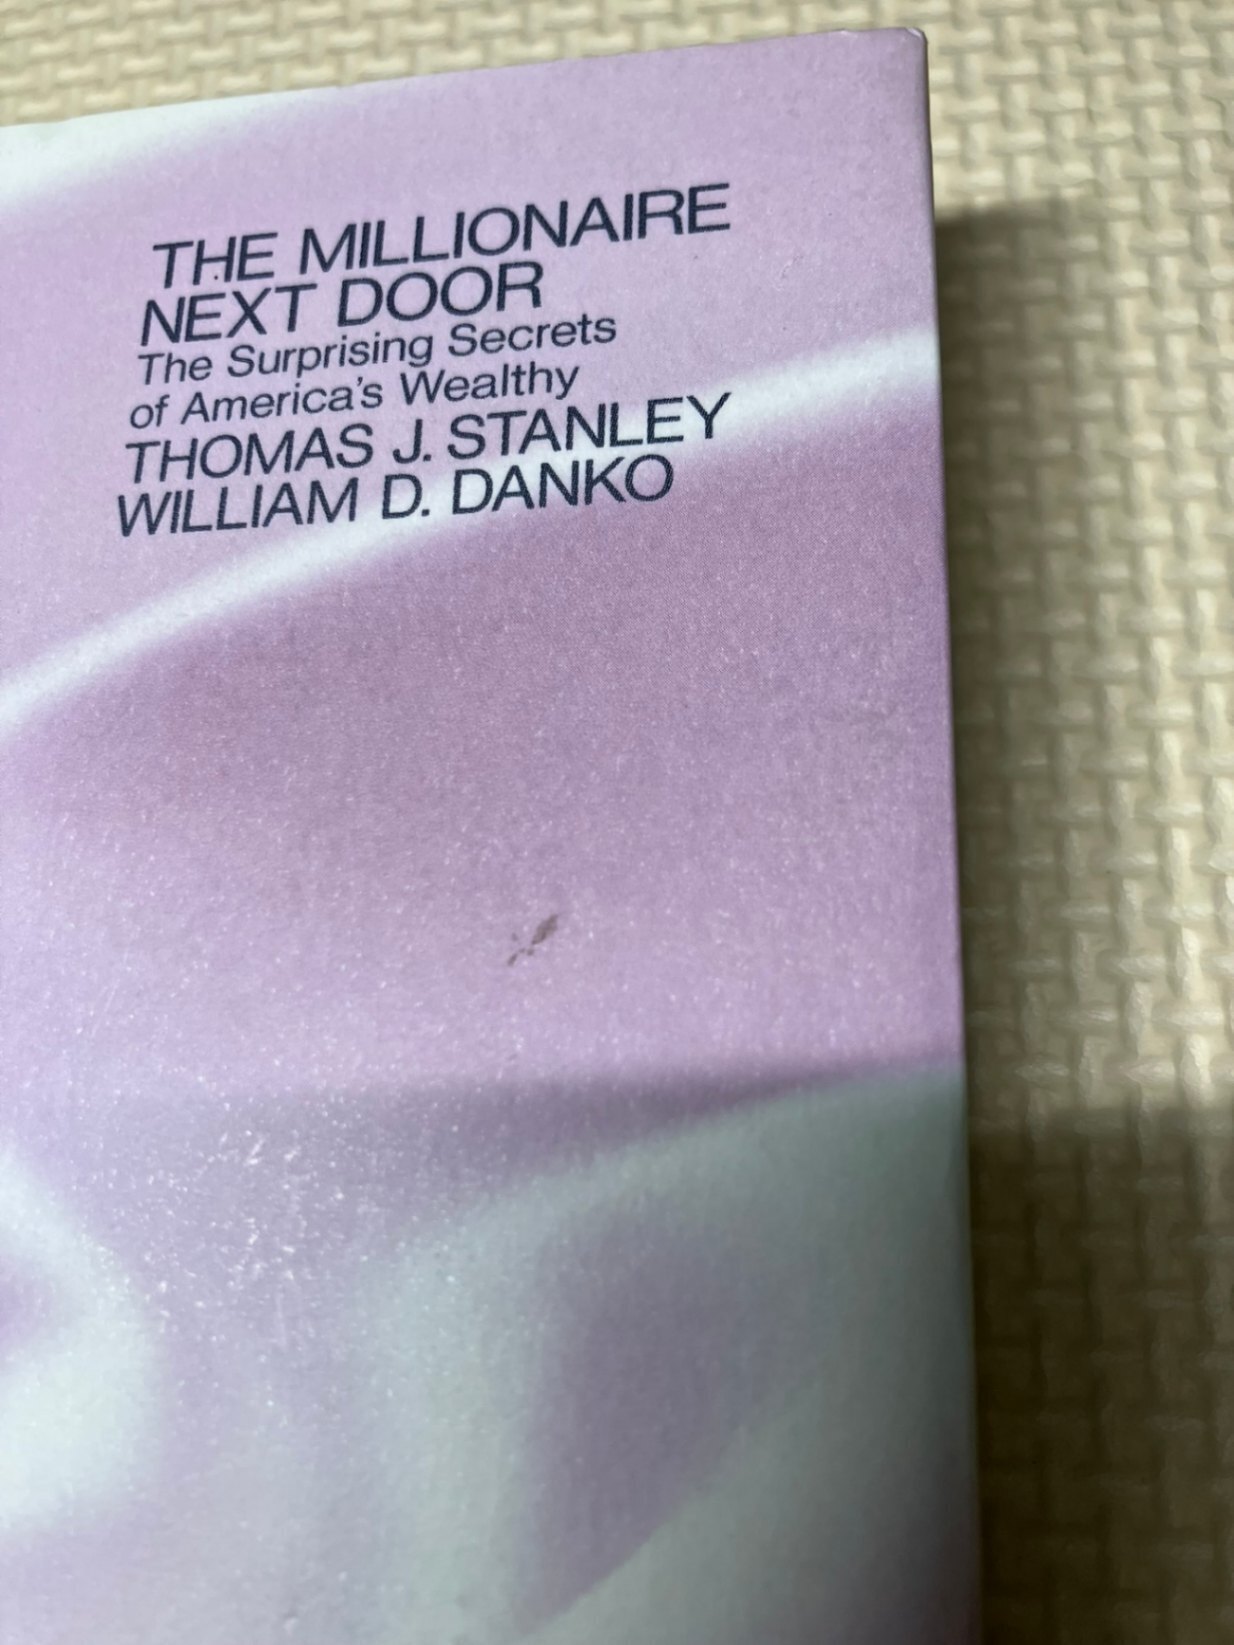 THE MILLIONAIRE
NEXT DOOR
The Surprising Secrets
of America's Wealthy
THOMAS J. STANLEY
WILLIAM D. DANKO